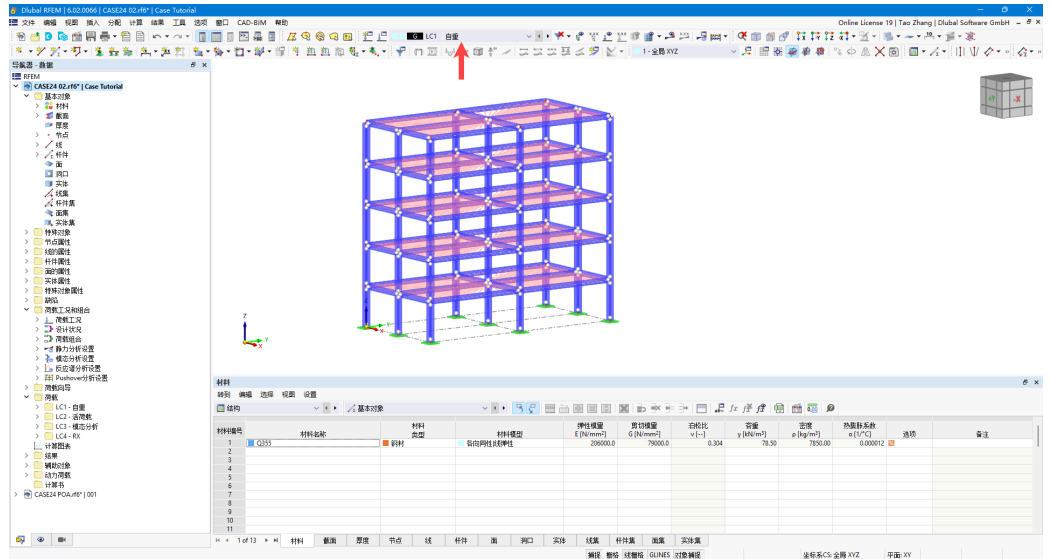 Dlubal RFEM | 6.02.0066 | CASE24 02.rf6* | Case Tutorial
文件 编辑 视图 插入 分配 计算 结果 工具 选项 窗口 CAD-BIM 帮助
Online License 19 | Tao Zhang | Dlubal Software GmbH
G LC1 自重
1 - 全局 XYZ
导航器 - 数据
RFEM
CASE24 02.rf6* | Case Tutorial
基本对象
材料
截面
厚度
节点
线
杆件
面
洞口
实体
线集
杆件集
面集
实体集
特殊对象
节点属性
线的属性
杆件属性
面的属性
实体属性
特殊对象属性
缺陷
荷载工况和组合
荷载工况
设计状况
荷载组合
静力分析设置
模态分析设置
反应谱分析设置
Pushover分析设置
荷载向导
荷载
LC1 - 自重
LC2 - 活荷载
LC3 - 模态分析
LC4 - RX
计算图表
结果
辅助对象
动力荷载
计算书
CASE24 POA.rf6* | 001
+Y -X
Z
Y
X
Z
Y
X
材料
转到 编辑 选择 视图 设置
结构 基本对象
材料编号 材料名称 材料类型 材料模型 弹性模量 E [N/mm²] 剪切模量 G [N/mm²] 泊松比 ν [--] 容重 γ [kN/m³] 密度 ρ [kg/m³] 热膨胀系数 α [1/°C] 选项 备注
1 Q355 钢材 各向同性|线弹性 206000.0 79000.0 0.304 78.50 7850.00 0.000012
2
3
4
5
6
7
8
9
10
11
1 of 13 材料 截面 厚度 节点 线 杆件 面 洞口 实体 线集 杆件集 面集 实体集
捕捉 栅格 线栅格 GLINES 对象捕捉 坐标系CS: 全局 XYZ 平面: XY